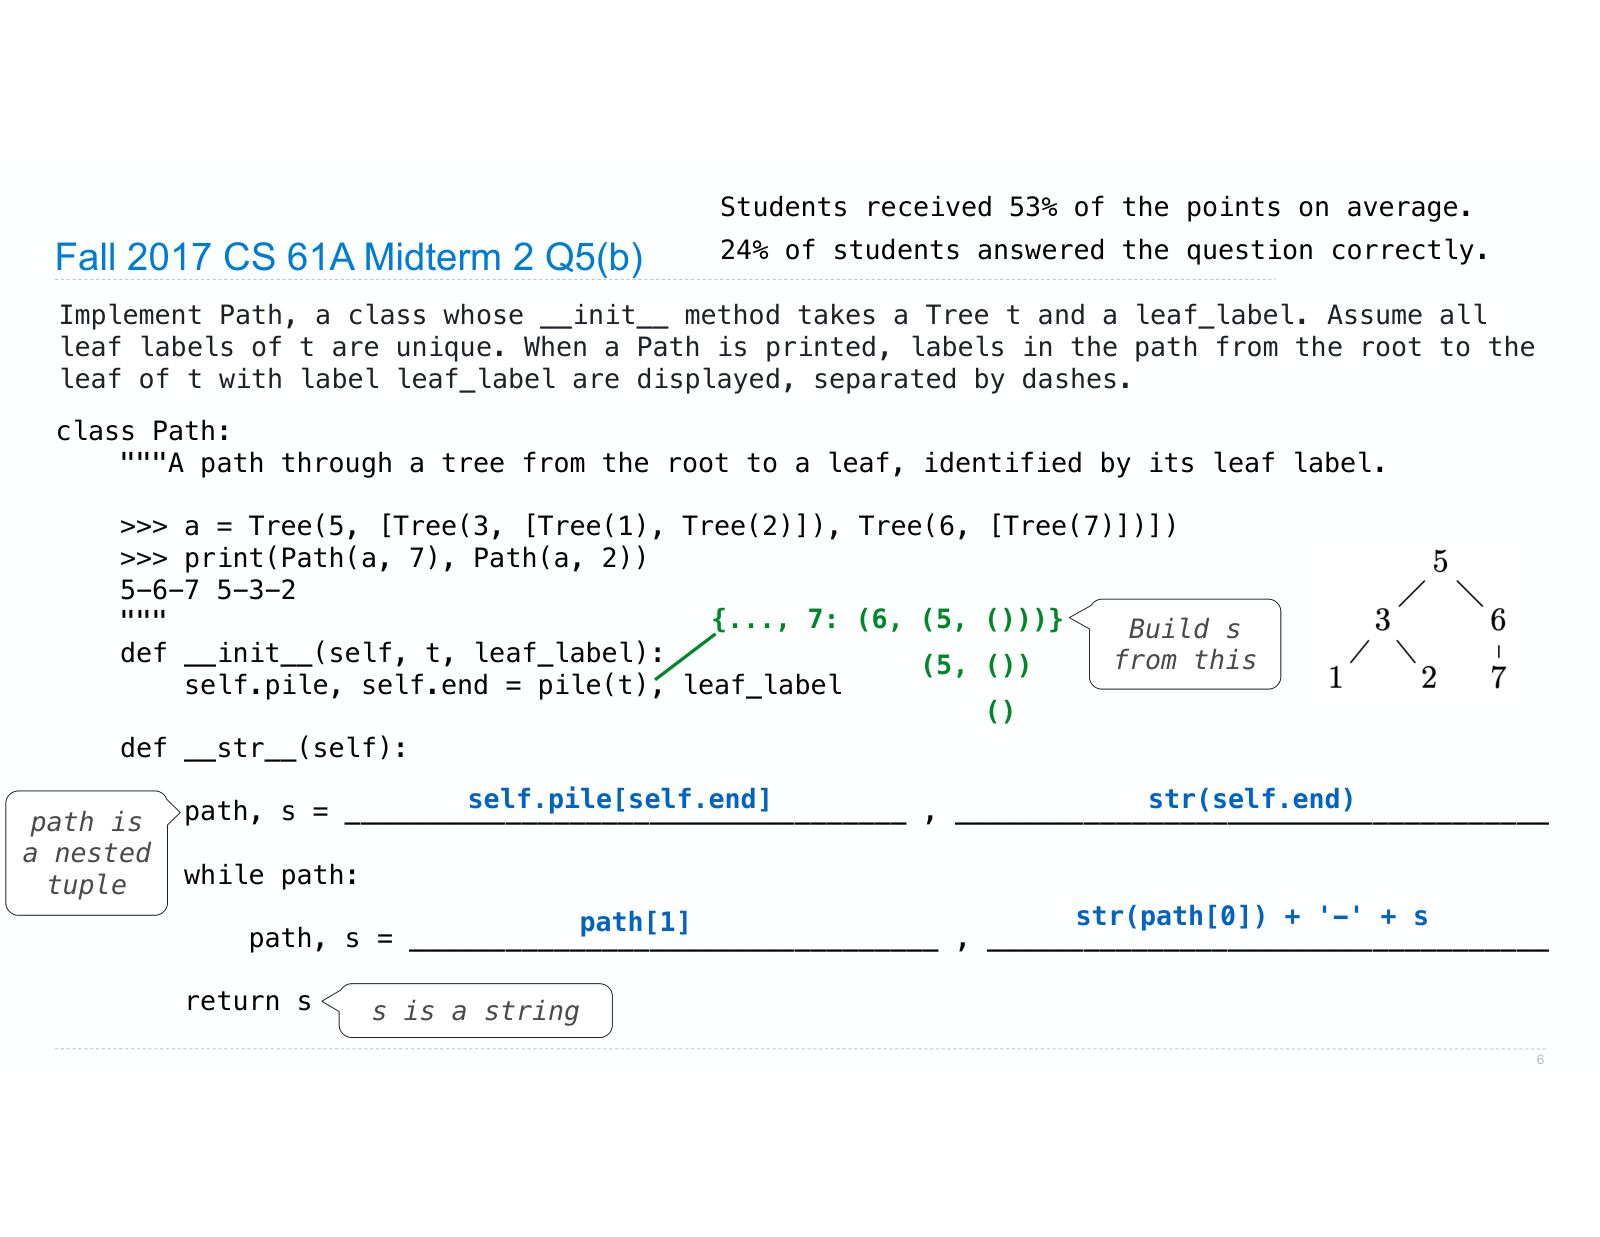 Students received 53% of the points on average.
24% of students answered the question correctly.
Fall 2017 CS 61A Midterm 2 Q5(b)
Implement Path, a class whose __init__ method takes a Tree t and a leaf_label. Assume all
leaf labels of t are unique. When a Path is printed, labels in the path from the root to the
leaf of t with label leaf_label are displayed, separated by dashes.
class Path:
    """A path through a tree from the root to a leaf, identified by its leaf label.
    >>> a = Tree(5, [Tree(3, [Tree(1), Tree(2)]), Tree(6, [Tree(7)])])
    >>> print(Path(a, 7), Path(a, 2))
    5-6-7 5-3-2
    """
    def __init__(self, t, leaf_label):
        self.pile, self.end = pile(t), leaf_label
{..., 7: (6, (5, ()))}
(5, ())
()
Build s
from this
5
3 6
1 2 7
    def __str__(self):
path is
a nested
tuple
        path, s = self.pile[self.end] , str(self.end)
        while path:
            path, s = path[1] , str(path[0]) + '-' + s
        return s
s is a string
6